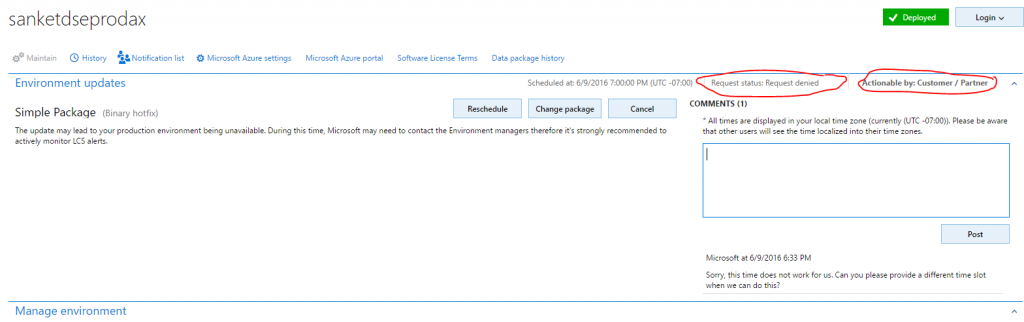 sanketdseprodax
Deployed
Login
Maintain
History
Notification list
Microsoft Azure settings
Microsoft Azure portal
Software License Terms
Data package history
Environment updates
Scheduled at: 6/9/2016 7:00:00 PM (UTC -07:00)
Request status: Request denied
Actionable by: Customer / Partner
Simple Package (Binary hotfix)
Reschedule
Change package
Cancel
The update may lead to your production environment being unavailable. During this time, Microsoft may need to contact the Environment managers therefore it's strongly recommended to
actively monitor LCS alerts.
COMMENTS (1)
* All times are displayed in your local time zone (currently (UTC -07:00)). Please be aware
that other users will see the time localized into their time zones.
Post
Microsoft at 6/9/2016 6:33 PM
Sorry, this time does not work for us. Can you please provide a different time slot
when we can do this?
Manage environment